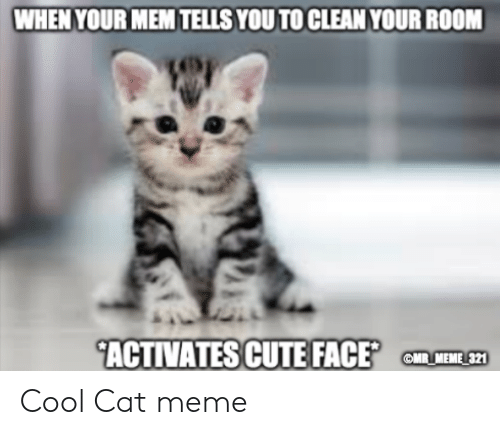 WHEN YOUR MEM TELLS YOU TO CLEAN YOUR ROOM
*ACTIVATES CUTE FACE*
©MR_MEME_321
Cool Cat meme